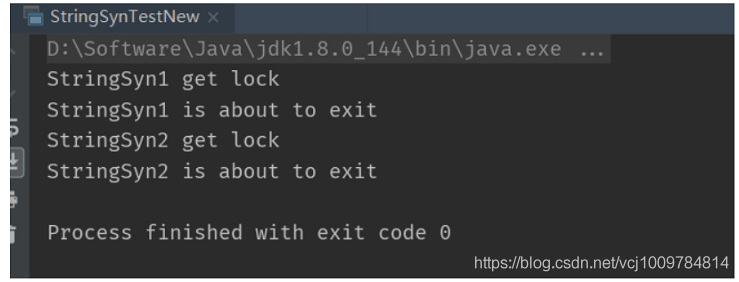 StringSynTestNew ×
D:\Software\Java\jdk1.8.0_144\bin\java.exe ...
StringSyn1 get lock
StringSyn1 is about to exit
StringSyn2 get lock
StringSyn2 is about to exit
Process finished with exit code 0
https://blog.csdn.net/vcj1009784814